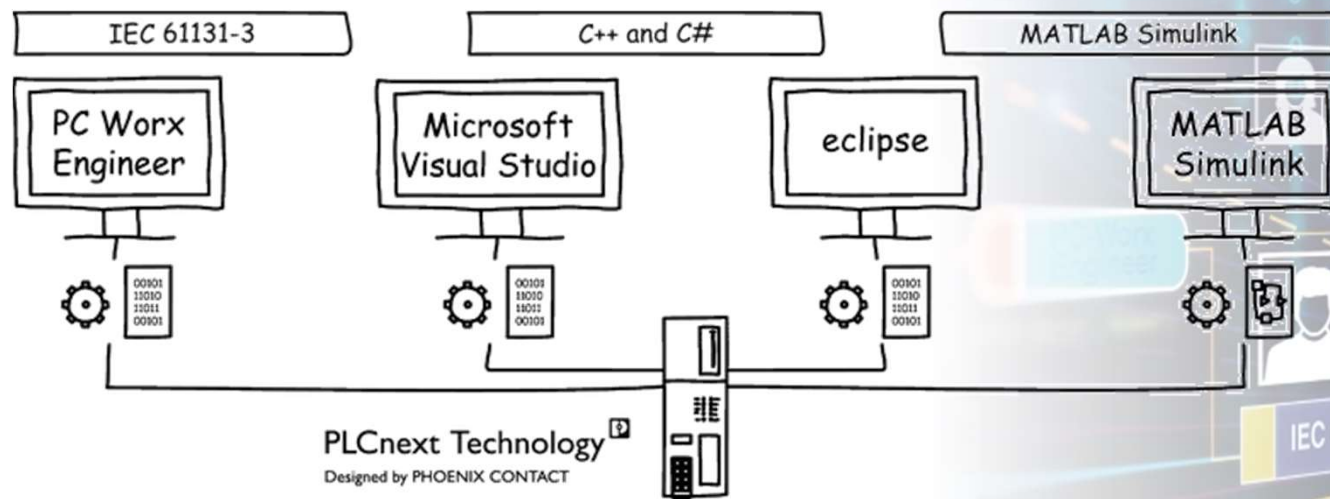 IEC 61131-3
C++ and C#
MATLAB Simulink
PC Worx
Engineer
Microsoft
Visual Studio
eclipse
MATLAB
Simulink
00101
11010
11011
00101
00101
11010
11011
00101
00101
11010
11011
00101
PLCnext Technology
Designed by PHOENIX CONTACT
IEC